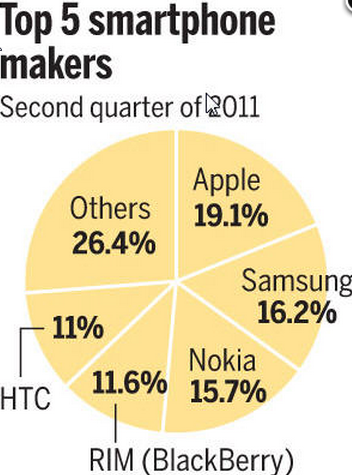 Top 5 smartphone
makers
Second quarter of 2011
Apple
19.1%
Samsung
16.2%
Nokia
15.7%
11.6%
RIM (BlackBerry)
11%
HTC
Others
26.4%